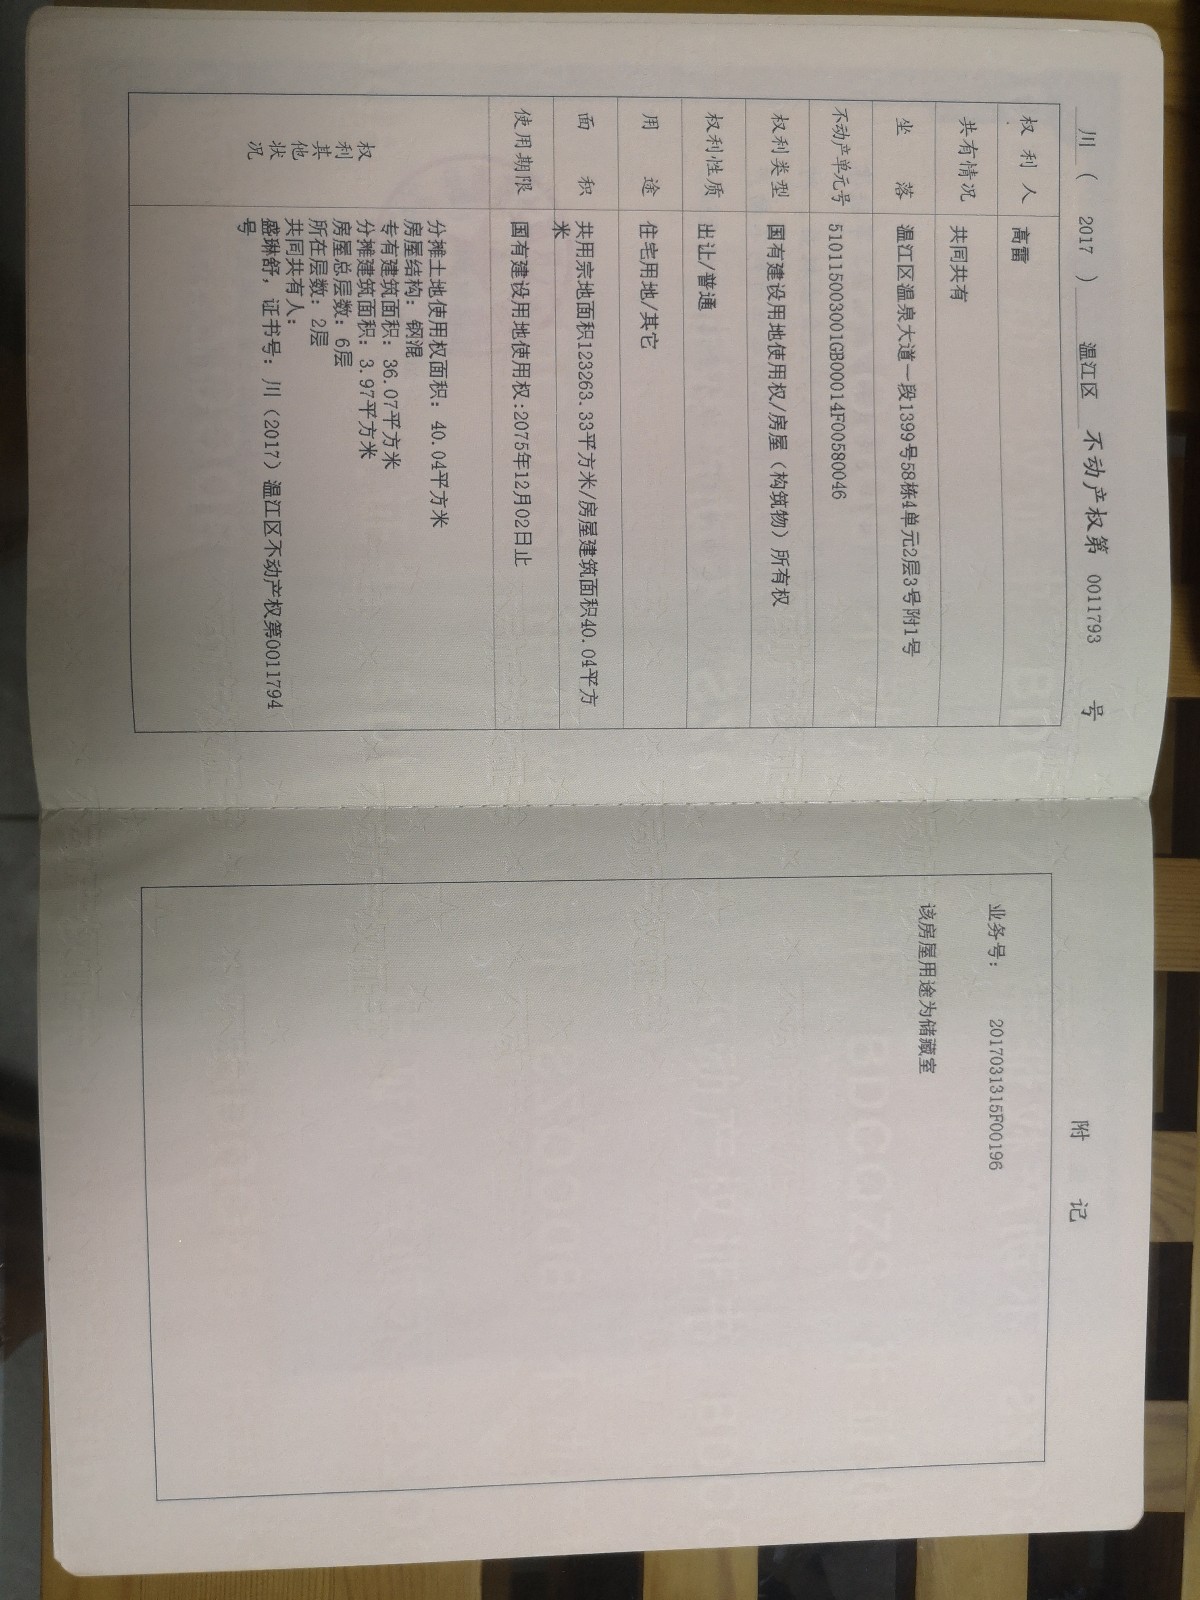 川（2017）温江区不动产权第0011793号
权利人 高雷
共有情况 共同共有
坐落 温江区温泉大道一段1399号58栋4单元2层3号附1号
不动产单元号 510115003001GB00014F00580046
权利类型 国有建设用地使用权/房屋（构筑物）所有权
权利性质 出让/普通
用途 住宅用地/其它
面积 共用宗地面积123263.33平方米/房屋建筑面积40.04平方
米
使用期限 国有建设用地使用权:2075年12月02日止
权利其他状况
分摊土地使用权面积：40.04平方米
房屋结构：钢混
专有建筑面积：36.07平方米
分摊建筑面积：3.97平方米
房屋总层数：6层
所在层数：2层
共同共有人：
盛琳舒，证书号：川（2017）温江区不动产权第0011794
号
附记
业务号： 20170313​15F00196
该房屋用途为储藏室